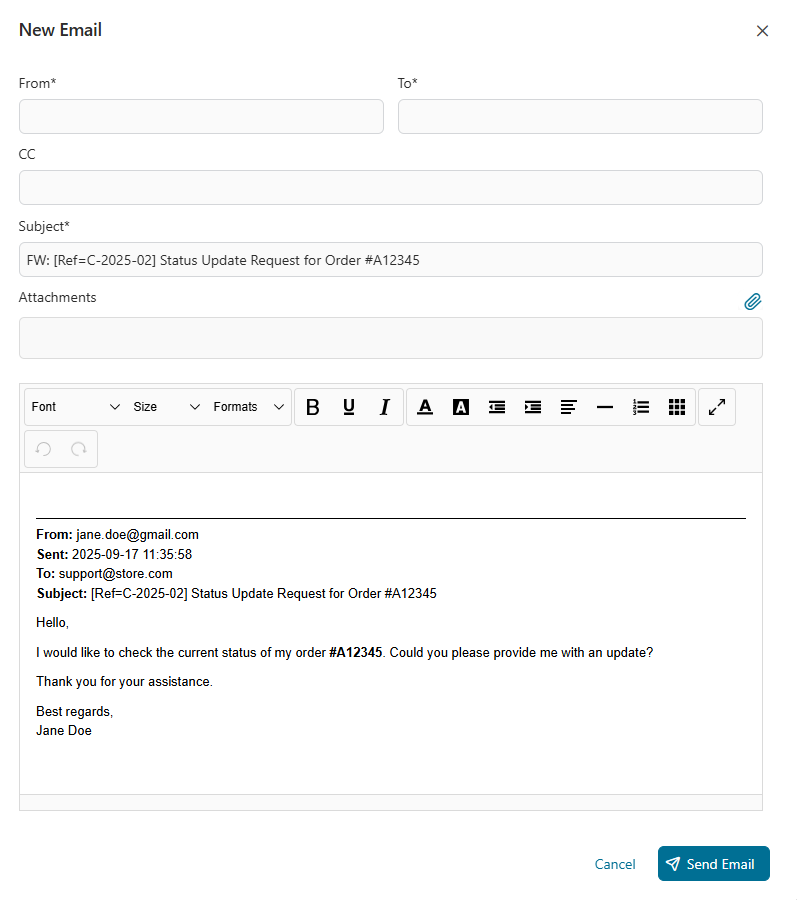 New Email
From*
To*
CC
Subject*
FW: [Ref=C-2025-02] Status Update Request for Order #A12345
Attachments
Font Size Formats B U I A A
From: jane.doe@gmail.com
Sent: 2025-09-17 11:35:58
To: support@store.com
Subject: [Ref=C-2025-02] Status Update Request for Order #A12345
Hello,
I would like to check the current status of my order #A12345. Could you please provide me with an update?
Thank you for your assistance.
Best regards,
Jane Doe
Cancel
Send Email